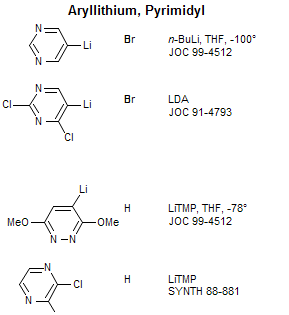 Aryllithium, Pyrimidyl
N
N
Li
Br
n-BuLi, THF, -100°
JOC 99-4512
N
Cl
N
Li
Cl
Br
LDA
JOC 91-4793
Li
MeO
OMe
N N
H
LiTMP, THF, -78°
JOC 99-4512
N
N
Cl
H
LiTMP
SYNTH 88-881